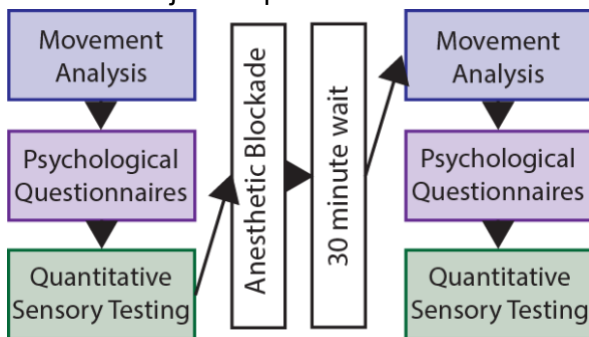 Movement
Analysis
Psychological
Questionnaires
Quantitative
Sensory Testing
Anesthetic Blockade
30 minute wait
Movement
Analysis
Psychological
Questionnaires
Quantitative
Sensory Testing